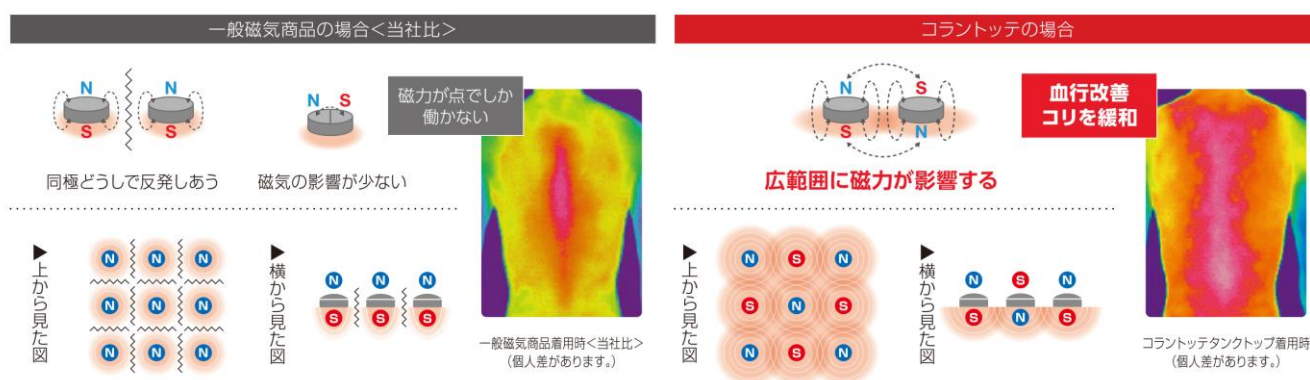 一般磁気商品の場合<当社比>
N
N
S
S
同極どうしで反発しあう
N S
磁気の影響が少ない
磁力が点でしか
働かない
▶上から見た図
N N N
N N N
N N N
▶横から見た図
N N N
S S S
一般磁気商品着用時<当社比>
(個人差があります。)
コラントッテの場合
N
S
S
N
広範囲に磁力が影響する
血行改善
コリを緩和
▶上から見た図
N S N
S N S
N S N
▶横から見た図
N S N
S N S
コラントッテタンクトップ着用時
(個人差があります。)